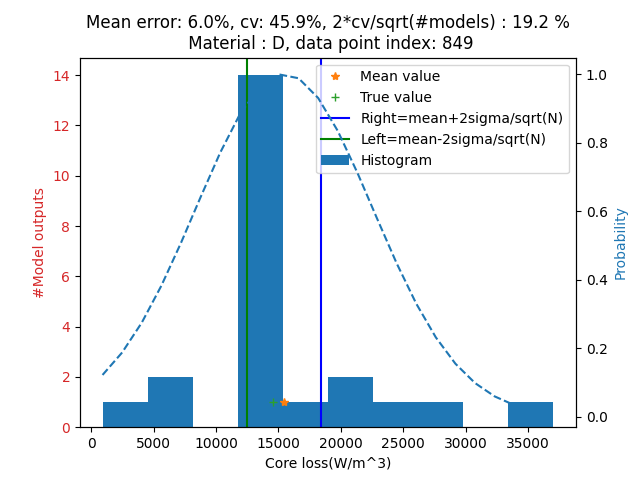 Mean error: 6.0%, cv: 45.9%, 2*cv/sqrt(#models) : 19.2 %
Material : D, data point index: 849
Mean value
True value
Right=mean+2sigma/sqrt(N)
Left=mean-2sigma/sqrt(N)
Histogram
#Model outputs
14
12
10
8
6
4
2
0
1.0
0.8
0.6
0.4
0.2
0.0
Probability
0 5000 10000 15000 20000 25000 30000 35000
Core loss(W/m^3)